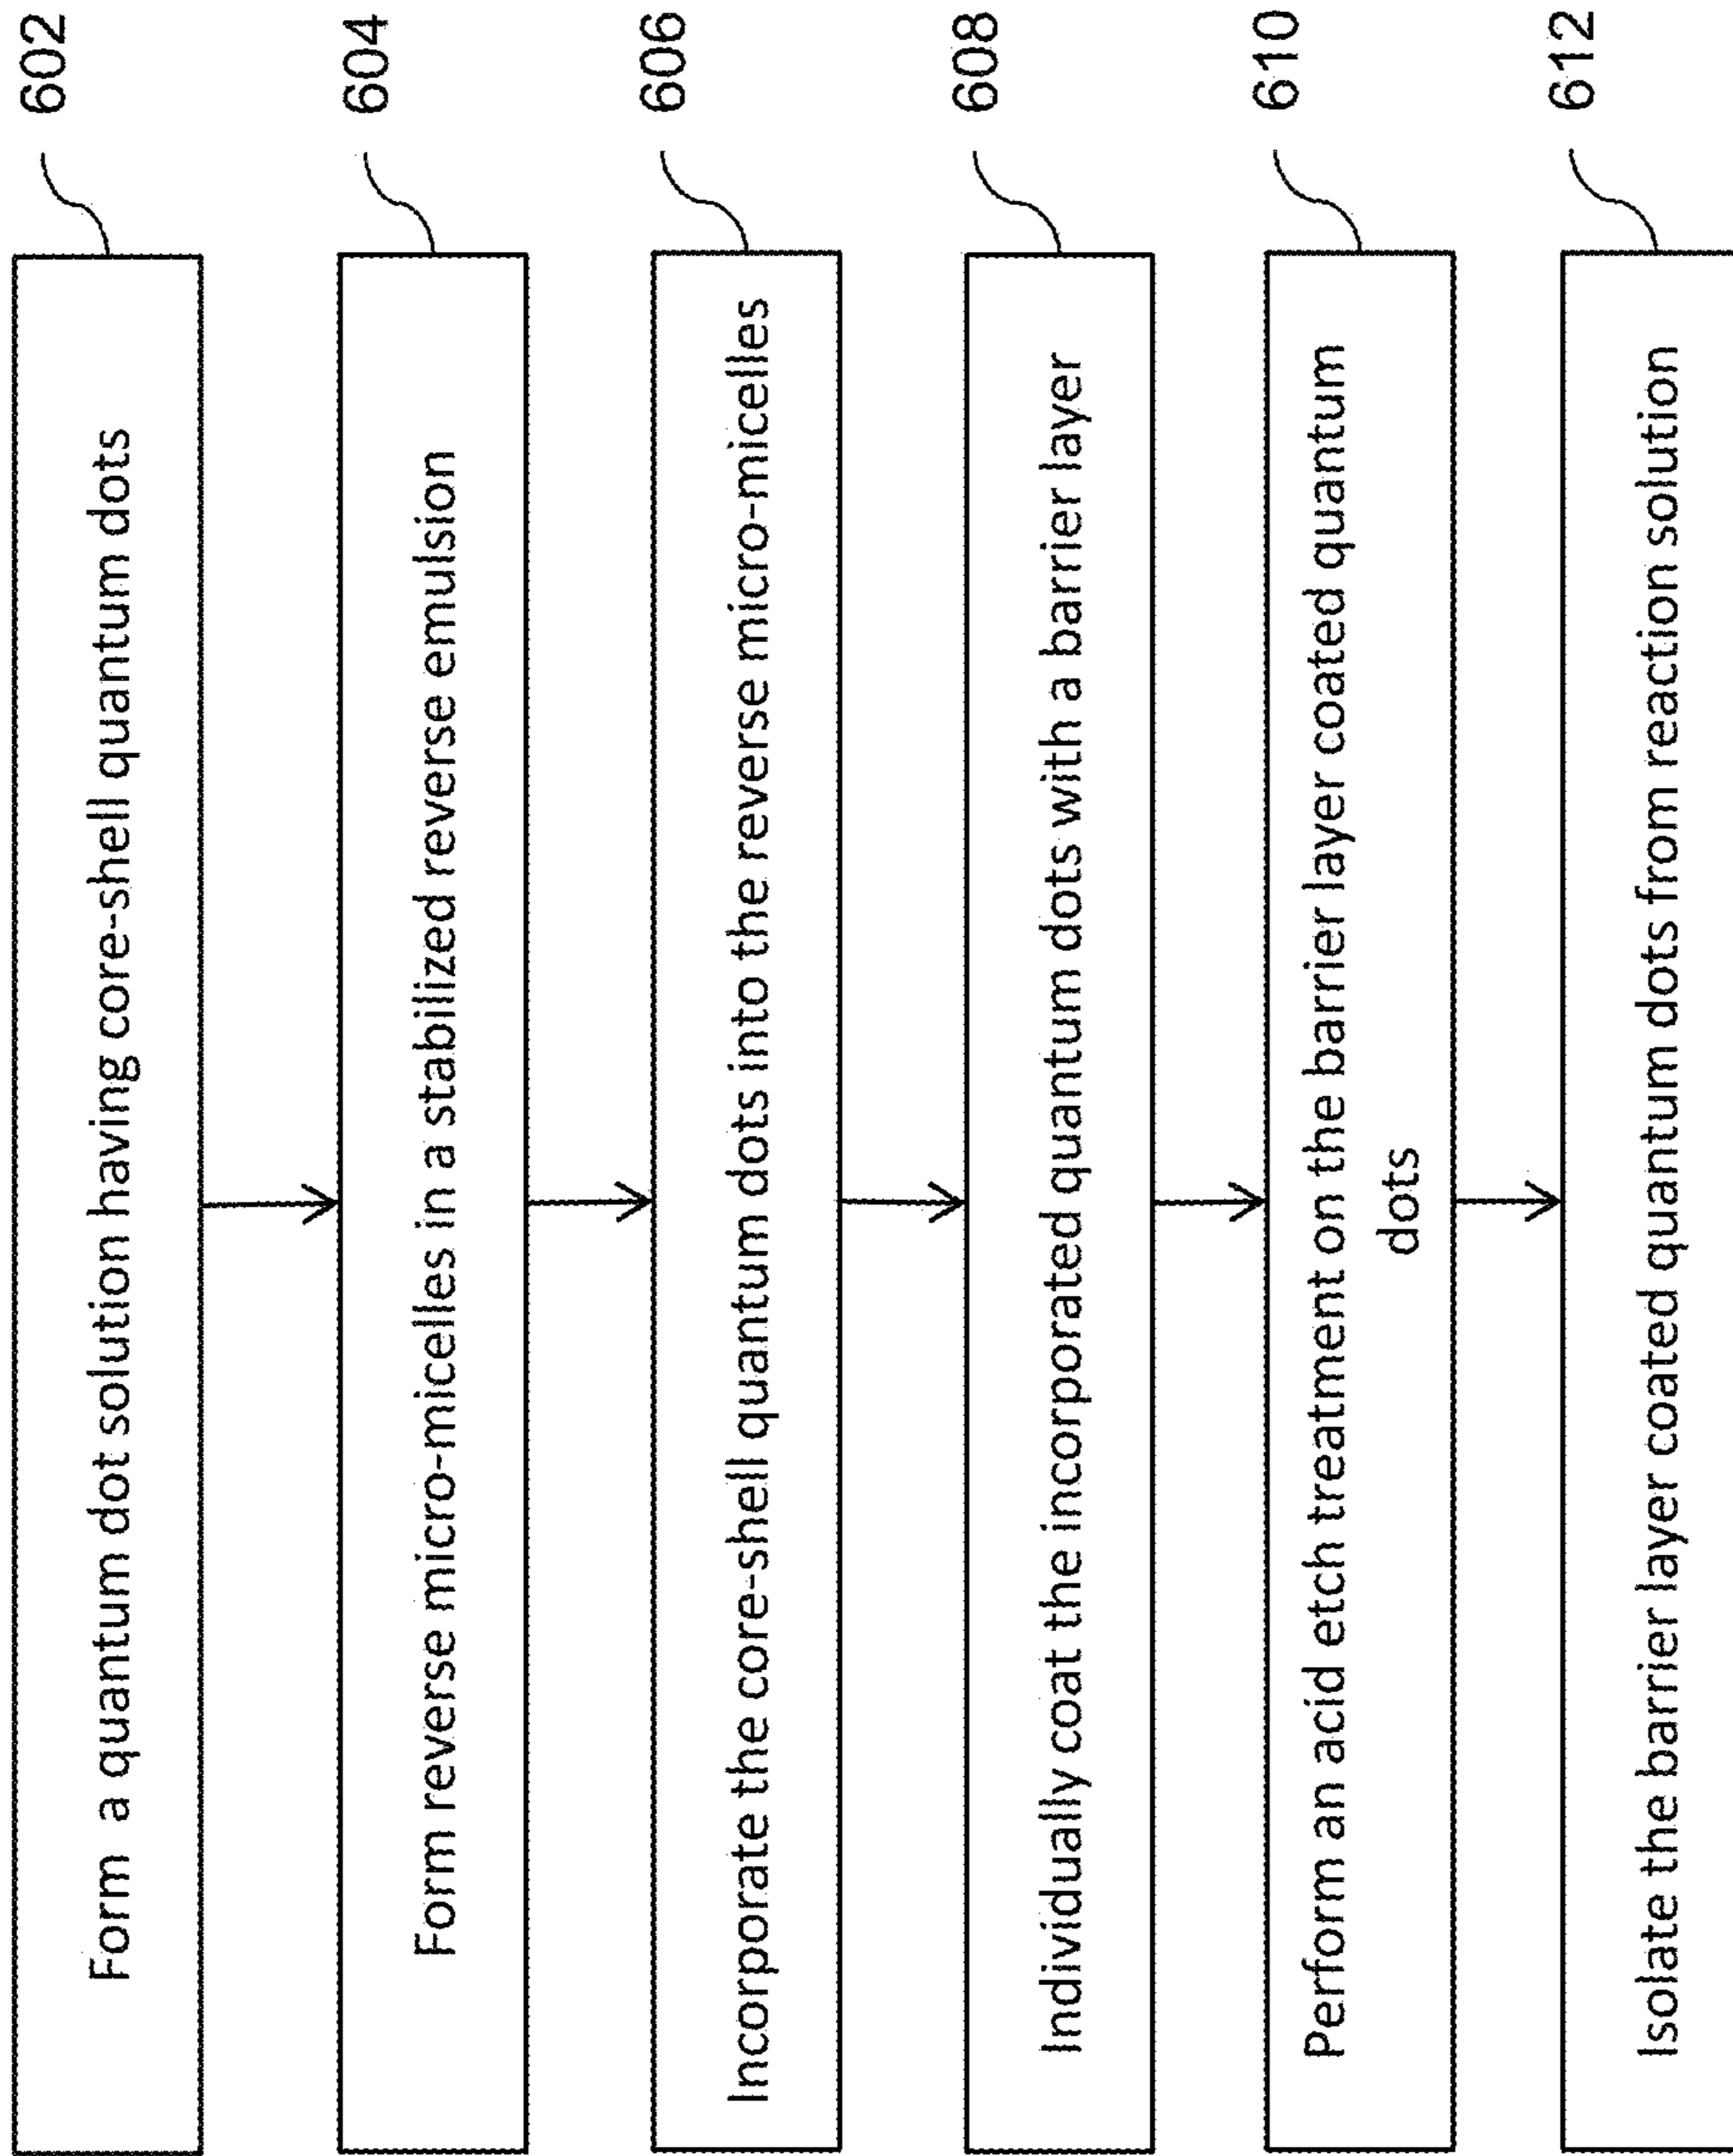 Form a quantum dot solution having core-shell quantum dots
602
Form reverse micro-micelles in a stabilized reverse emulsion
604
Incorporate the core-shell quantum dots into the reverse micro-micelles
606
Individually coat the incorporated quantum dots with a barrier layer
608
Perform an acid etch treatment on the barrier layer coated quantum
dots
610
Isolate the barrier layer coated quantum dots from reaction solution
612